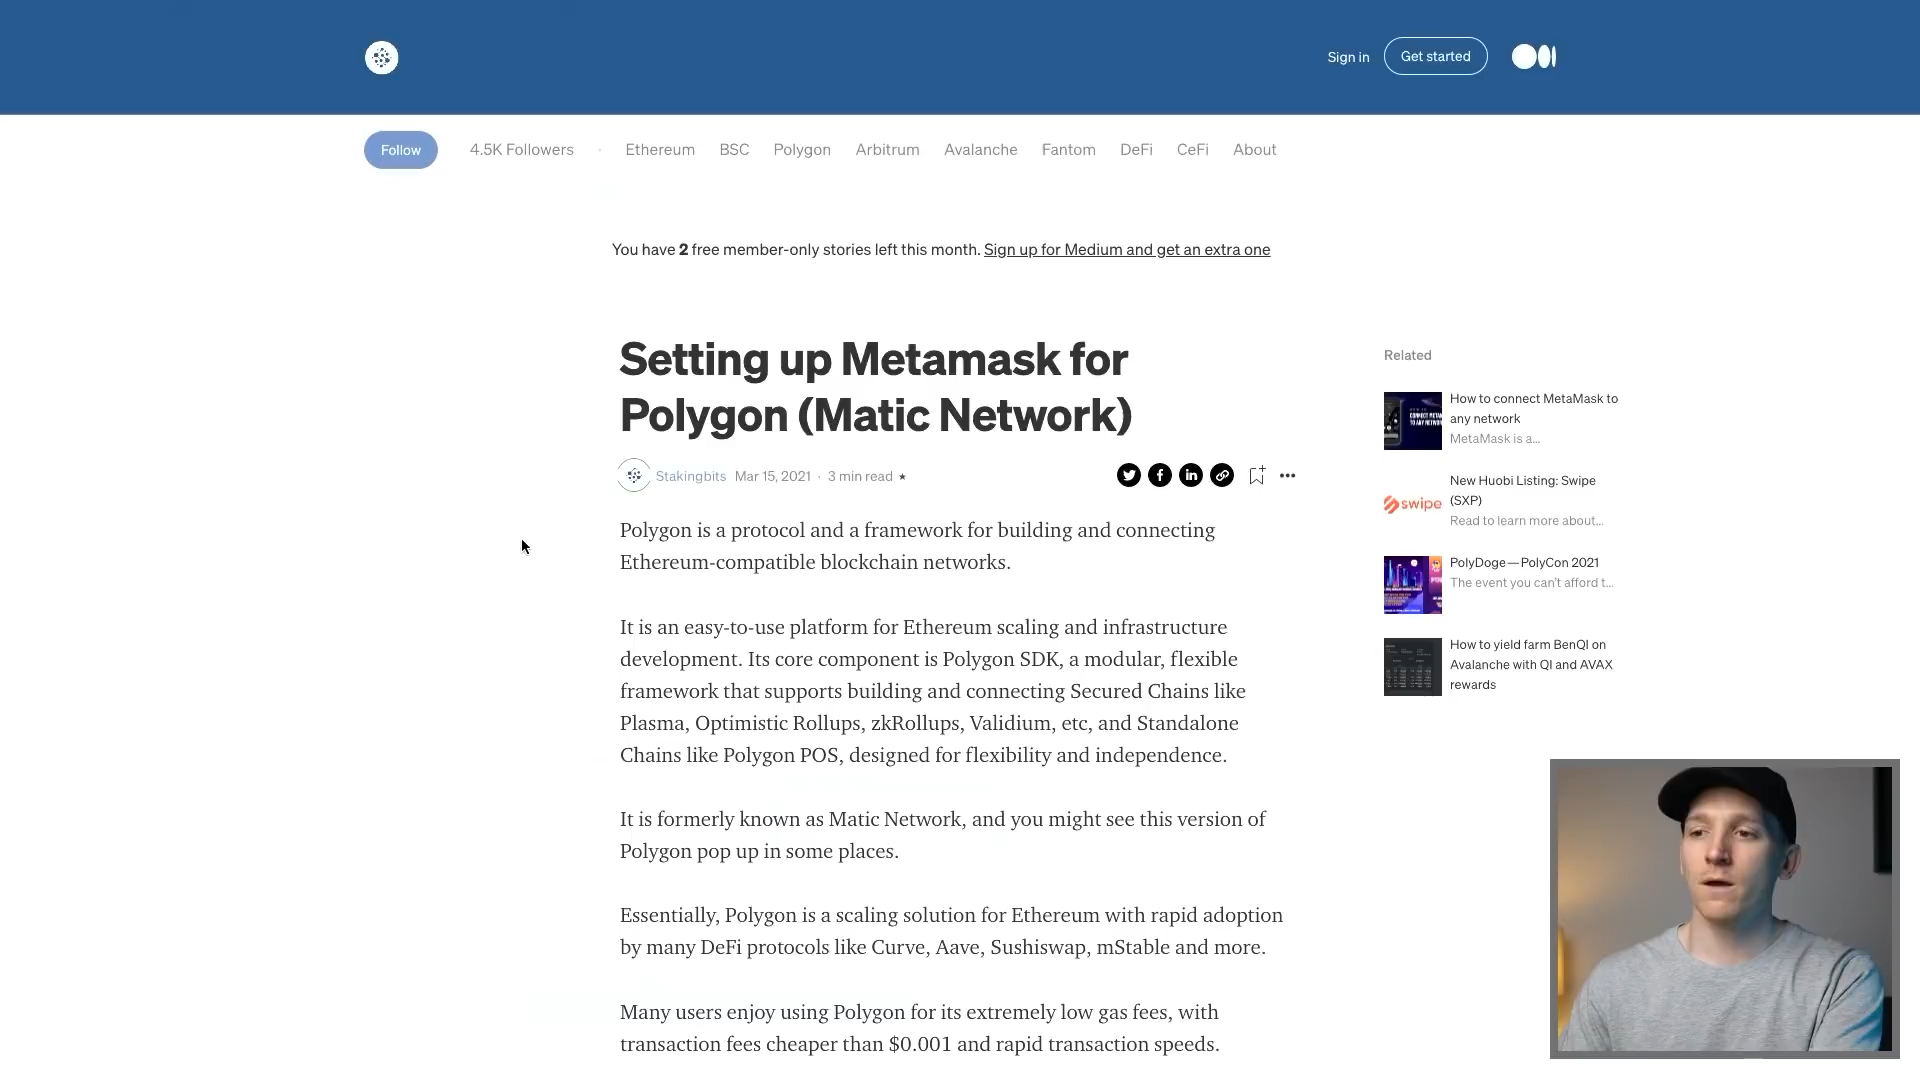 Sign in
Get started
Follow
4.5K Followers · Ethereum BSC Polygon Arbitrum Avalanche Fantom DeFi CeFi About
You have 2 free member-only stories left this month. Sign up for Medium and get an extra one
Setting up Metamask for
Polygon (Matic Network)
Stakingbits Mar 15, 2021 · 3 min read
Polygon is a protocol and a framework for building and connecting
Ethereum-compatible blockchain networks.
It is an easy-to-use platform for Ethereum scaling and infrastructure
development. Its core component is Polygon SDK, a modular, flexible
framework that supports building and connecting Secured Chains like
Plasma, Optimistic Rollups, zkRollups, Validium, etc, and Standalone
Chains like Polygon POS, designed for flexibility and independence.
It is formerly known as Matic Network, and you might see this version of
Polygon pop up in some places.
Essentially, Polygon is a scaling solution for Ethereum with rapid adoption
by many DeFi protocols like Curve, Aave, Sushiswap, mStable and more.
Many users enjoy using Polygon for its extremely low gas fees, with
transaction fees cheaper than $0.001 and rapid transaction speeds.
Related
How to connect MetaMask to
any network
MetaMask is a...
New Huobi Listing: Swipe
(SXP)
Read to learn more about...
swipe
PolyDoge — PolyCon 2021
The event you can't afford t...
How to yield farm BenQI on
Avalanche with QI and AVAX
rewards